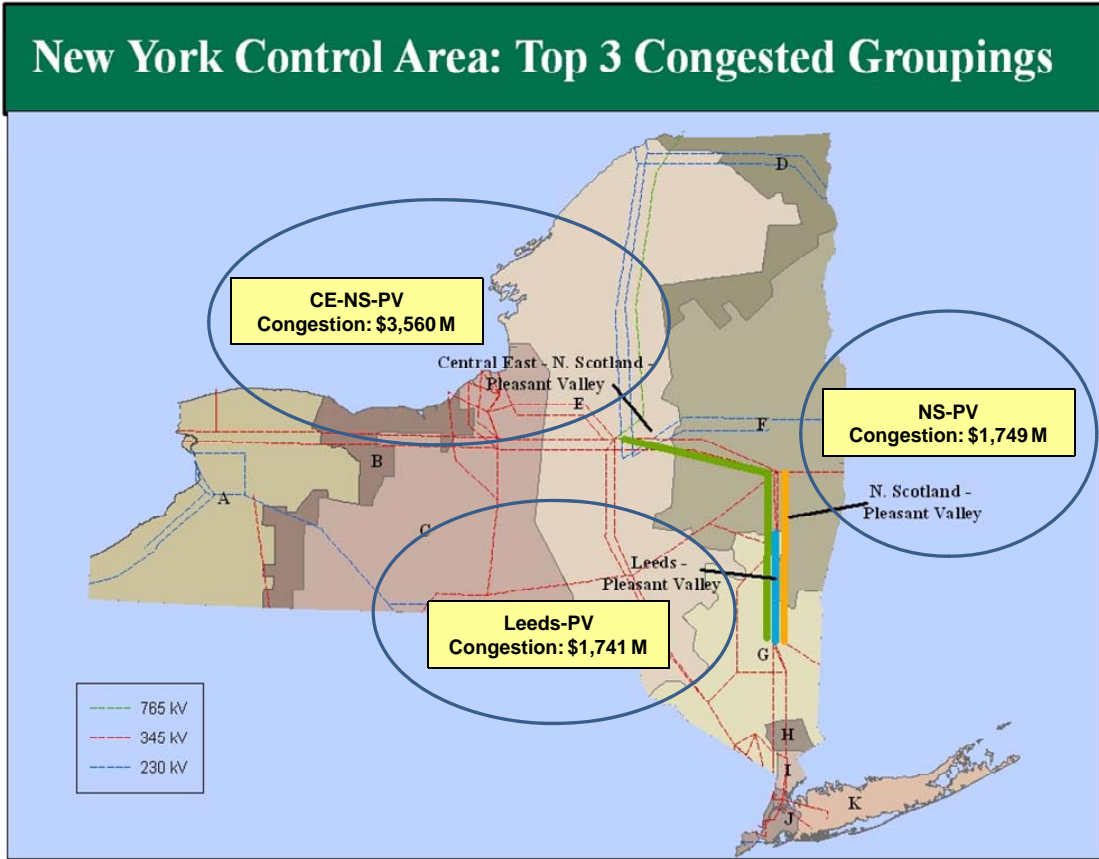 New York Control Area: Top 3 Congested Groupings
D
CE-NS-PV
Congestion: $3,560 M
Central East - N. Scotland -
Pleasant Valley
E
NS-PV
Congestion: $1,749 M
F
B
A
N. Scotland -
Pleasant Valley
C
Leeds -
Pleasant Valley
Leeds-PV
Congestion: $1,741 M
G
765 kV
345 kV
230 kV
H
I
K
J